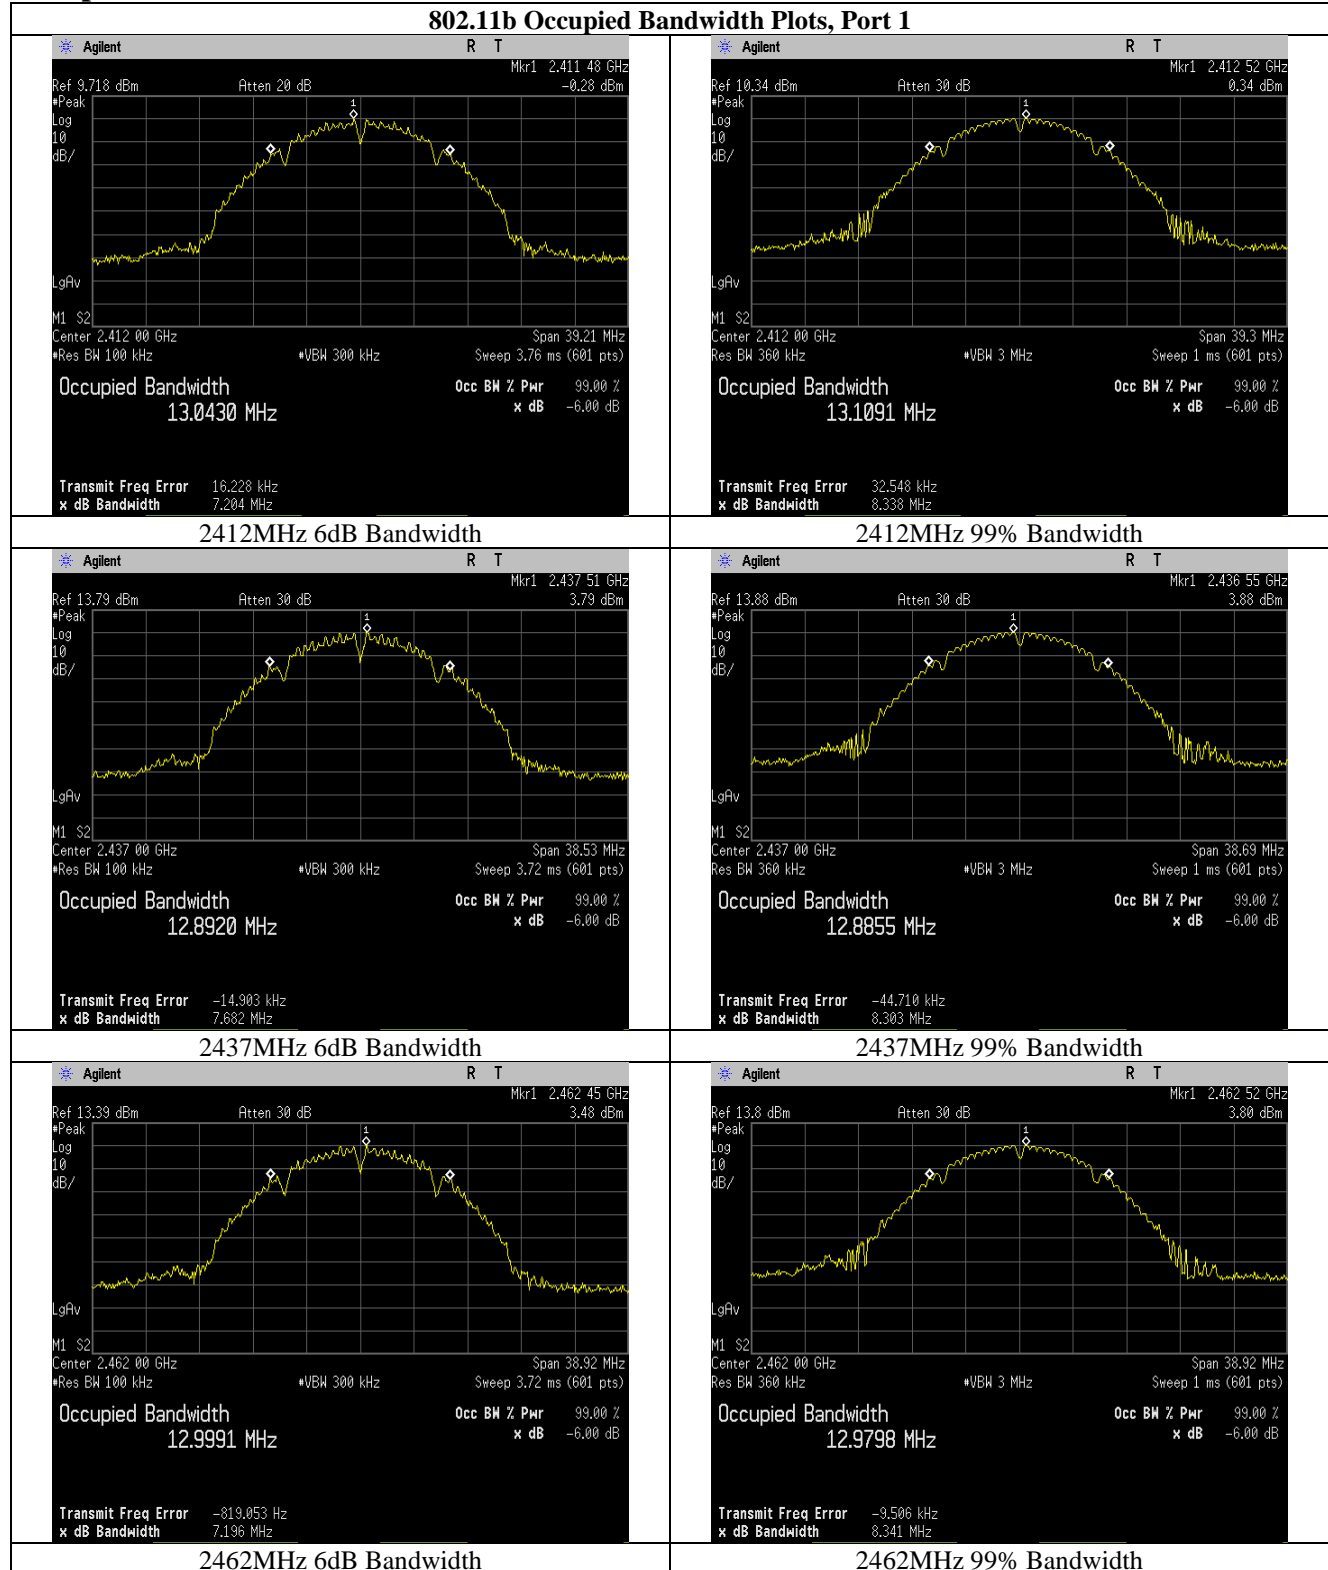 802.11b Occupied Bandwidth Plots, Port 1
Agilent R T
Mkr1 2.411 48 GHz
Ref 9.718 dBm Atten 20 dB -0.28 dBm
#Peak
Log
10
dB/
1
LgAv
M1 S2
Center 2.412 00 GHz Span 39.21 MHz
#Res BW 100 kHz #VBW 300 kHz Sweep 3.76 ms (601 pts)
Occupied Bandwidth Occ BW % Pwr 99.00 %
13.0430 MHz x dB -6.00 dB
Transmit Freq Error 16.228 kHz
x dB Bandwidth 7.204 MHz
2412MHz 6dB Bandwidth
Agilent R T
Mkr1 2.412 52 GHz
Ref 10.34 dBm Atten 30 dB 0.34 dBm
#Peak
Log
10
dB/
1
LgAv
M1 S2
Center 2.412 00 GHz Span 39.3 MHz
Res BW 360 kHz #VBW 3 MHz Sweep 1 ms (601 pts)
Occupied Bandwidth Occ BW % Pwr 99.00 %
13.1091 MHz x dB -6.00 dB
Transmit Freq Error 32.548 kHz
x dB Bandwidth 8.338 MHz
2412MHz 99% Bandwidth
Agilent R T
Mkr1 2.437 51 GHz
Ref 13.79 dBm Atten 30 dB 3.79 dBm
#Peak
Log
10
dB/
1
LgAv
M1 S2
Center 2.437 00 GHz Span 38.53 MHz
#Res BW 100 kHz #VBW 300 kHz Sweep 3.72 ms (601 pts)
Occupied Bandwidth Occ BW % Pwr 99.00 %
12.8920 MHz x dB -6.00 dB
Transmit Freq Error -14.903 kHz
x dB Bandwidth 7.682 MHz
2437MHz 6dB Bandwidth
Agilent R T
Mkr1 2.436 55 GHz
Ref 13.88 dBm Atten 30 dB 3.88 dBm
#Peak
Log
10
dB/
1
LgAv
M1 S2
Center 2.437 00 GHz Span 38.69 MHz
Res BW 360 kHz #VBW 3 MHz Sweep 1 ms (601 pts)
Occupied Bandwidth Occ BW % Pwr 99.00 %
12.8855 MHz x dB -6.00 dB
Transmit Freq Error -44.710 kHz
x dB Bandwidth 8.303 MHz
2437MHz 99% Bandwidth
Agilent R T
Mkr1 2.462 45 GHz
Ref 13.39 dBm Atten 30 dB 3.48 dBm
#Peak
Log
10
dB/
1
LgAv
M1 S2
Center 2.462 00 GHz Span 38.92 MHz
#Res BW 100 kHz #VBW 300 kHz Sweep 3.72 ms (601 pts)
Occupied Bandwidth Occ BW % Pwr 99.00 %
12.9991 MHz x dB -6.00 dB
Transmit Freq Error -819.053 Hz
x dB Bandwidth 7.196 MHz
2462MHz 6dB Bandwidth
Agilent R T
Mkr1 2.462 52 GHz
Ref 13.8 dBm Atten 30 dB 3.80 dBm
#Peak
Log
10
dB/
1
LgAv
M1 S2
Center 2.462 00 GHz Span 38.92 MHz
Res BW 360 kHz #VBW 3 MHz Sweep 1 ms (601 pts)
Occupied Bandwidth Occ BW % Pwr 99.00 %
12.9798 MHz x dB -6.00 dB
Transmit Freq Error -9.506 kHz
x dB Bandwidth 8.341 MHz
2462MHz 99% Bandwidth